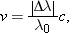 ν = |Δλ| / λ₀ c,